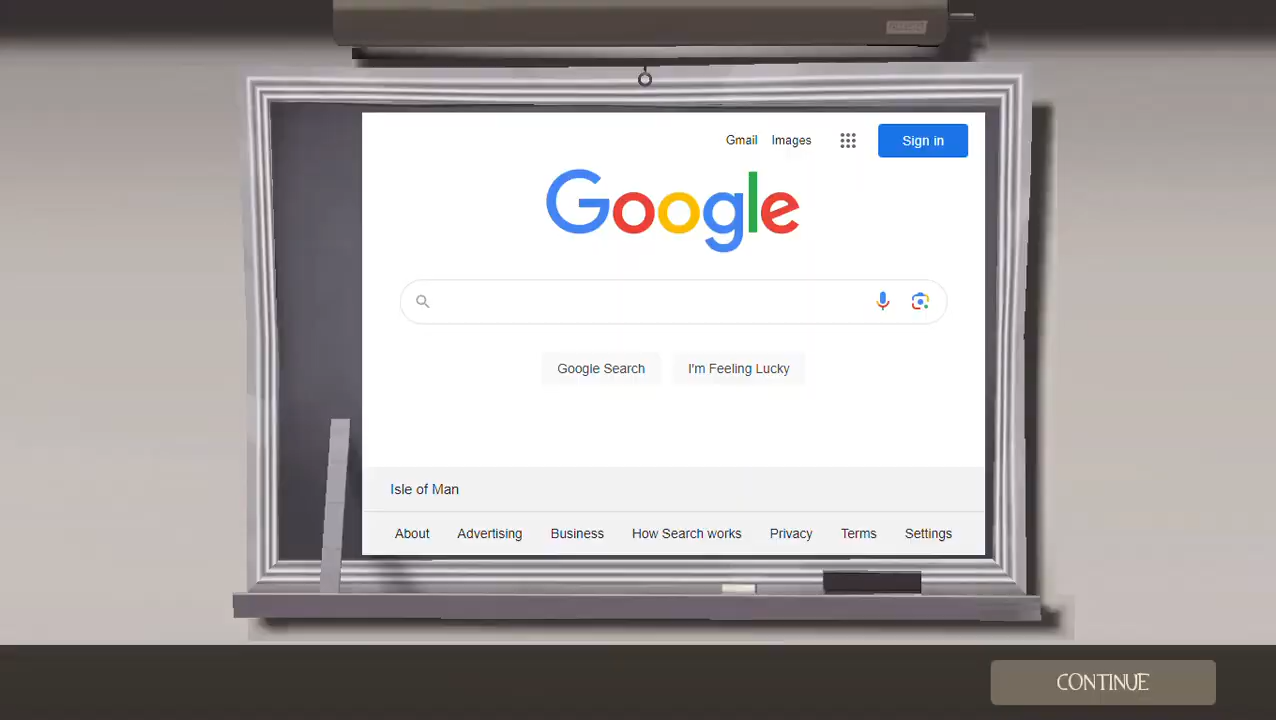 Gmail Images Sign in
Google
Google Search I'm Feeling Lucky
Isle of Man
About Advertising Business How Search works Privacy Terms Settings
CONTINUE